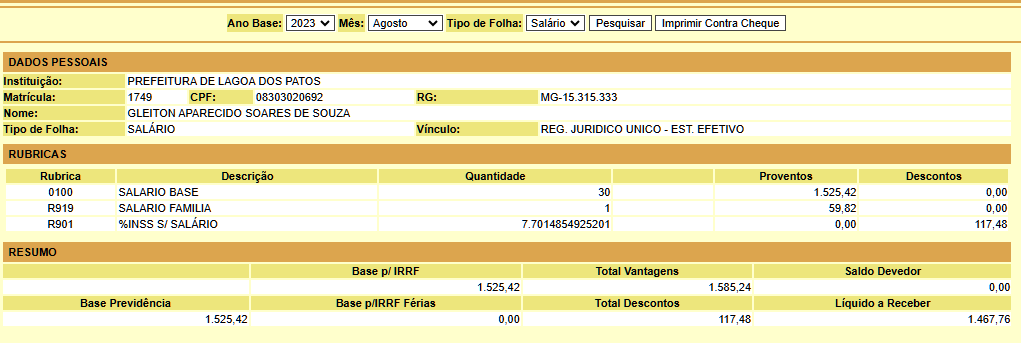 Ano Base: 2023 Mês: Agosto Tipo de Folha: Salário Pesquisar Imprimir Contra Cheque
DADOS PESSOAIS
Instituição: PREFEITURA DE LAGOA DOS PATOS
Matrícula: 1749 CPF: 08303020692 RG: MG-15.315.333
Nome: GLEITON APARECIDO SOARES DE SOUZA
Tipo de Folha: SALÁRIO Vínculo: REG. JURIDICO UNICO - EST. EFETIVO
RUBRICAS
Rubrica Descrição Quantidade Proventos Descontos
0100 SALARIO BASE 30 1.525,42 0,00
R919 SALARIO FAMILIA 1 59,82 0,00
R901 %INSS S/ SALÁRIO 7.7014854925201 0,00 117,48
RESUMO
Base p/ IRRF Total Vantagens Saldo Devedor
1.525,42 1.585,24 0,00
Base Previdência Base p/IRRF Férias Total Descontos Líquido a Receber
1.525,42 0,00 117,48 1.467,76